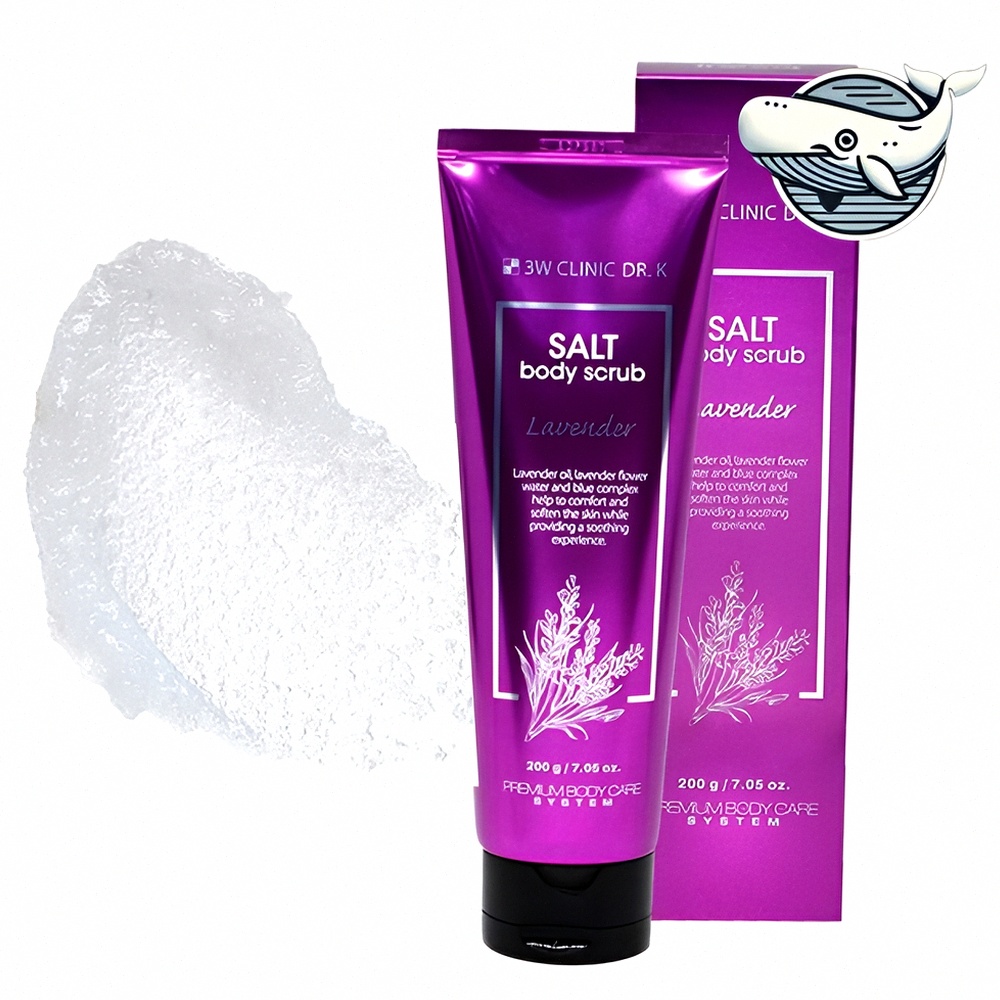 3W CLINIC DR. K
SALT
body scrub
Lavender
Lavender oil, lavender flower
water and blue complex
help to comfort and
soften the skin while
providing a soothing
experience.
200 g / 7.05 oz.
PREMIUM BODY CARE
SYSTEM
CLINIC D
SALT
ody scrub
avender
nder oil, lavender flower
ater and blue complex
help to comfort and
soften the skin while
providing a soothing
experience.
200 g / 7.05 oz.
REMIUM BODY CARE
SYSTEM